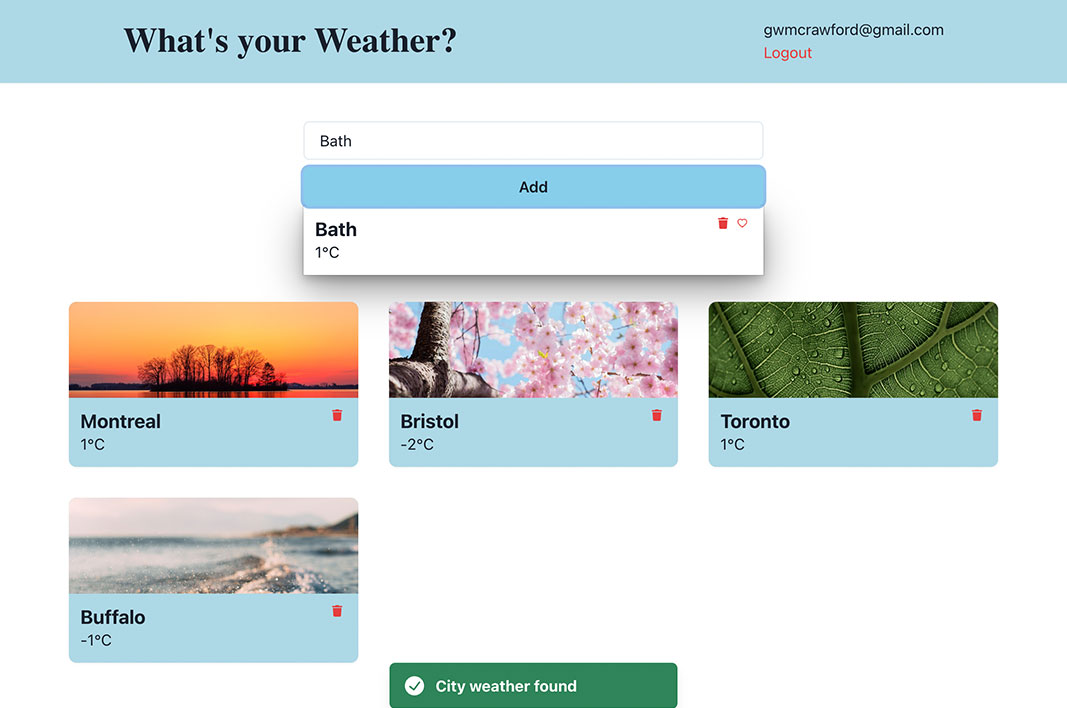 What's your Weather?
gwmcrawford@gmail.com
Logout
Bath
Add
Bath
1°C
Montreal
1°C
Bristol
-2°C
Toronto
1°C
Buffalo
-1°C
City weather found